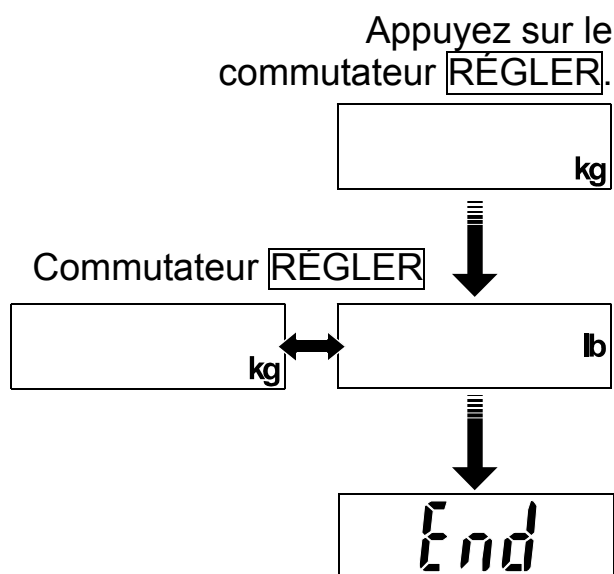 Appuyez sur le
commutateur RÉGLER.
kg
Commutateur RÉGLER
kg
lb
End